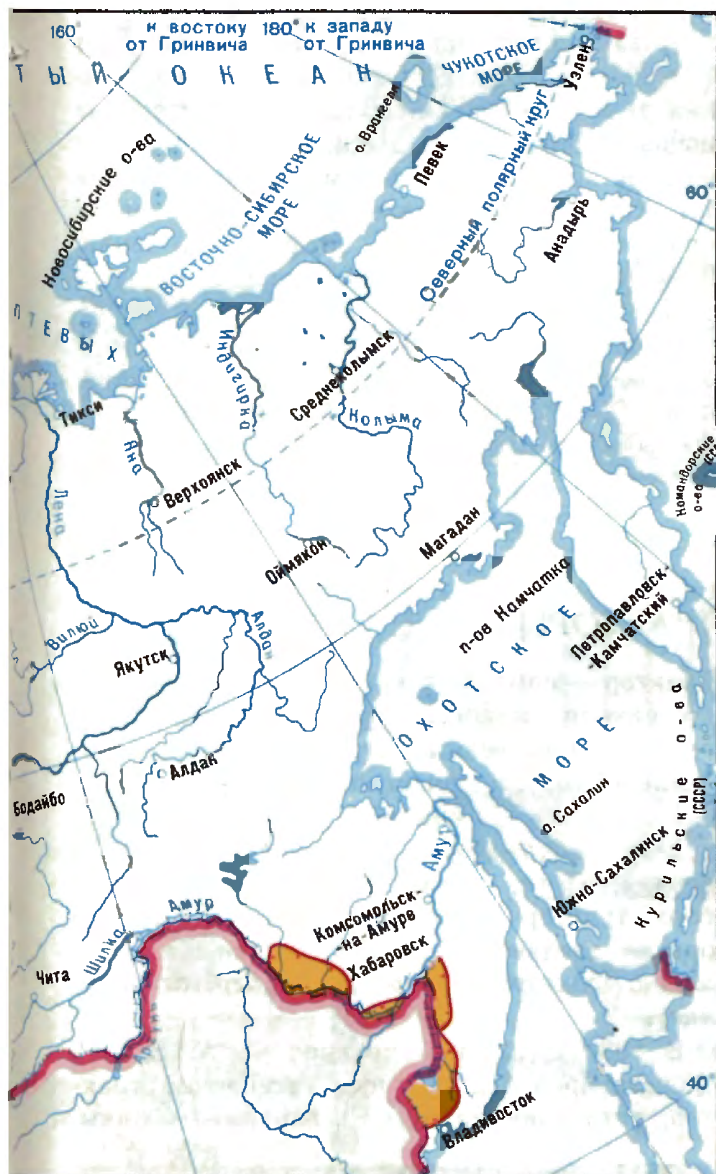 160°
к востоку
от Гринвича
180°
к западу
от Гринвича
ТЫЙ ОКЕАН
ЧУКОТСКОЕ
МОРЕ
Уэлен
о. Врангеля
Певек
Северный полярный круг
60°
Новосибирские о-ва
ВОСТОЧНО-СИБИРСКОЕ
МОРЕ
Анадырь
ПТЕВЫХ
Индигирка
Среднеколымск
Колыма
Тикси
Яна
Верхоянск
Лена
Командорские
о-ва (СССР)
Оймякон
Магадан
п-ов Камчатка
Петропавловск-
Камчатский
Вилюй
Алдан
Якутск
ОХОТСКОЕ
МОРЕ
Алдан
Бодайбо
о. Сахалин
Курильские о-ва
(СССР)
Амур
Южно-Сахалинск
Амур
Комсомольск-
на-Амуре
Хабаровск
Шилка
Чита
40°
Владивосток